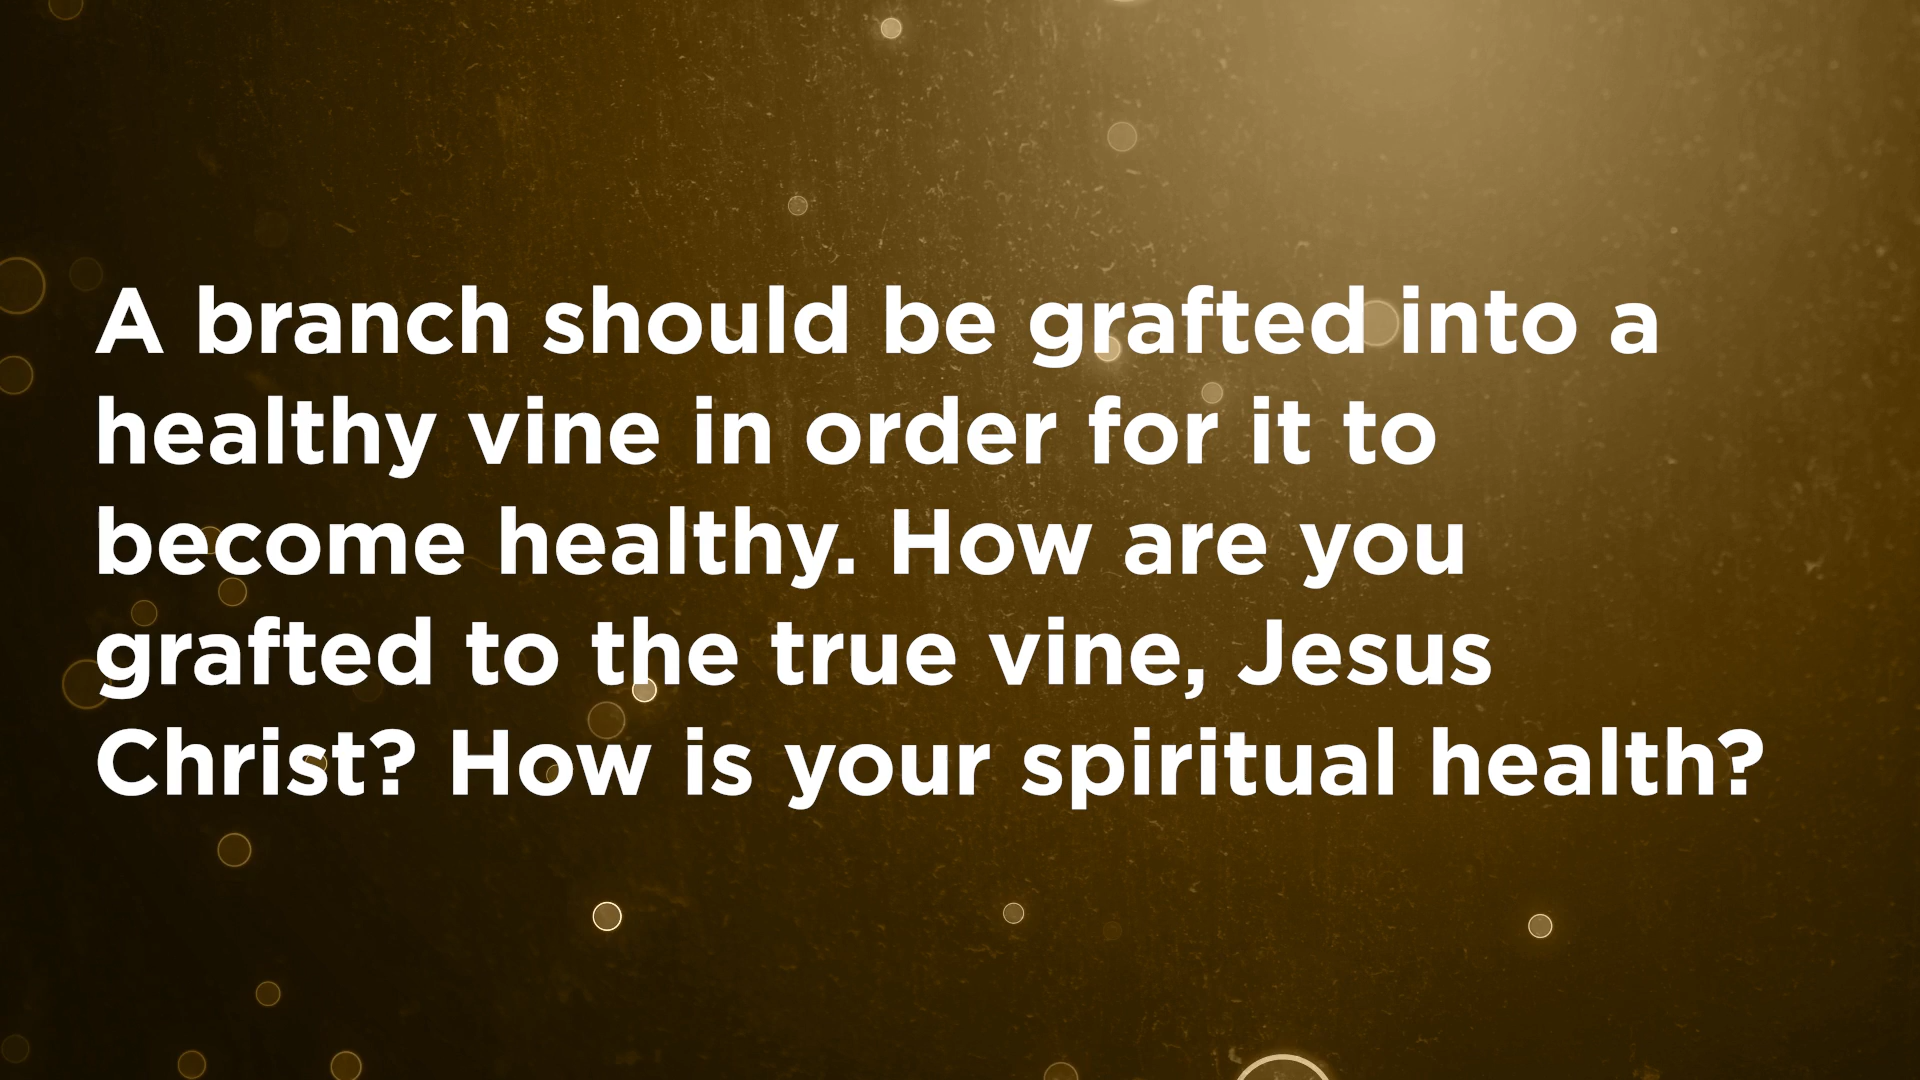 A branch should be grafted into a
healthy vine in order for it to
become healthy. How are you
grafted to the true vine, Jesus
Christ? How is your spiritual health?